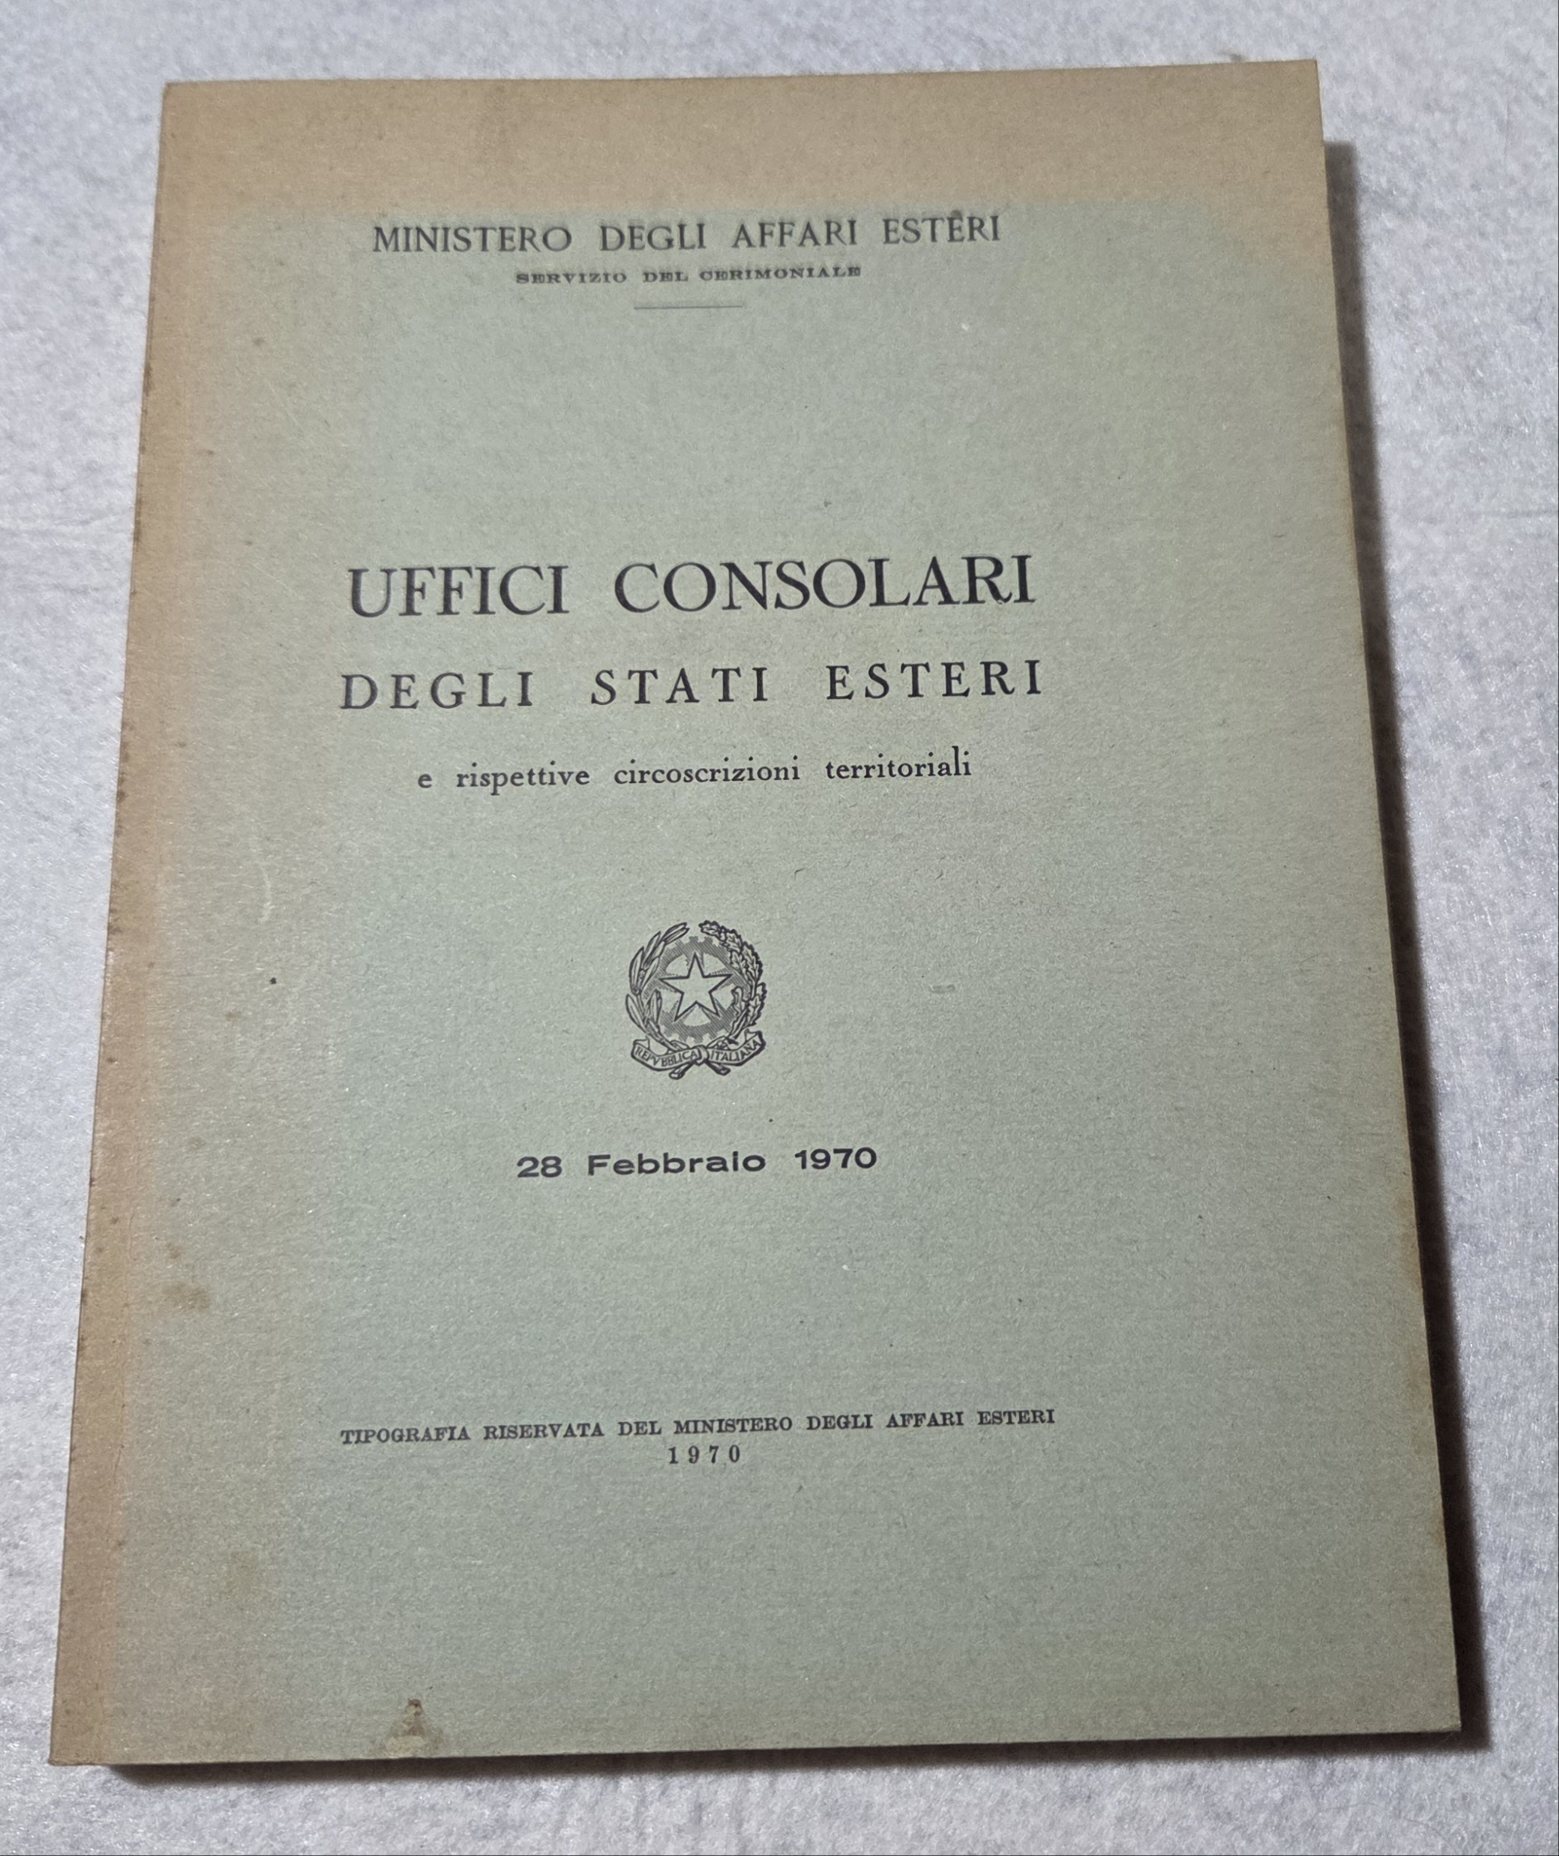 MINISTERO DEGLI AFFARI ESTERI
SERVIZIO DEL CERIMONIALE
UFFICI CONSOLARI
DEGLI STATI ESTERI
e rispettive circoscrizioni territoriali
REPVBBLICA ITALIANA
28 Febbraio 1970
TIPOGRAFIA RISERVATA DEL MINISTERO DEGLI AFFARI ESTERI
1970